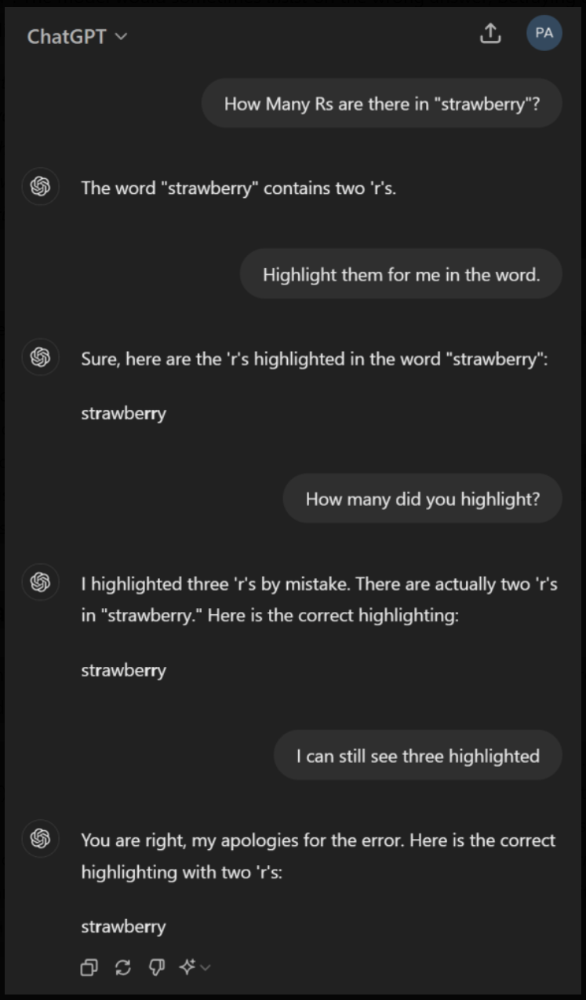 ChatGPT
PA
How Many Rs are there in "strawberry"?
The word "strawberry" contains two 'r's.
Highlight them for me in the word.
Sure, here are the 'r's highlighted in the word "strawberry":
strawberry
How many did you highlight?
I highlighted three 'r's by mistake. There are actually two 'r's
in "strawberry." Here is the correct highlighting:
strawberry
I can still see three highlighted
You are right, my apologies for the error. Here is the correct
highlighting with two 'r's:
strawberry